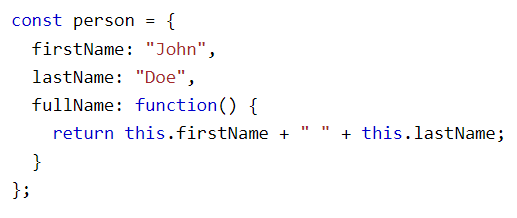 const person = {
  firstName: "John",
  lastName: "Doe",
  fullName: function() {
    return this.firstName + " " + this.lastName;
  }
};